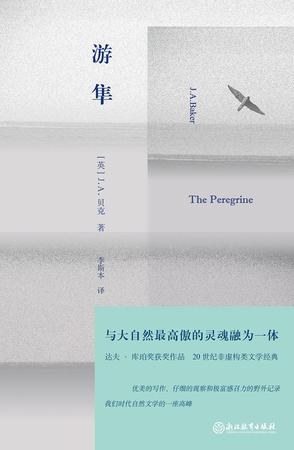 游隼
J.A.Baker
[英] J.A. 贝克 著
The Peregrine
李斯本 译
与大自然最高傲的灵魂融为一体
达夫·库珀奖获奖作品 20世纪非虚构类文学经典
优美的写作，仔细的观察和极富感召力的野外记录
我们时代自然文学的一座高峰
浙江教育出版社